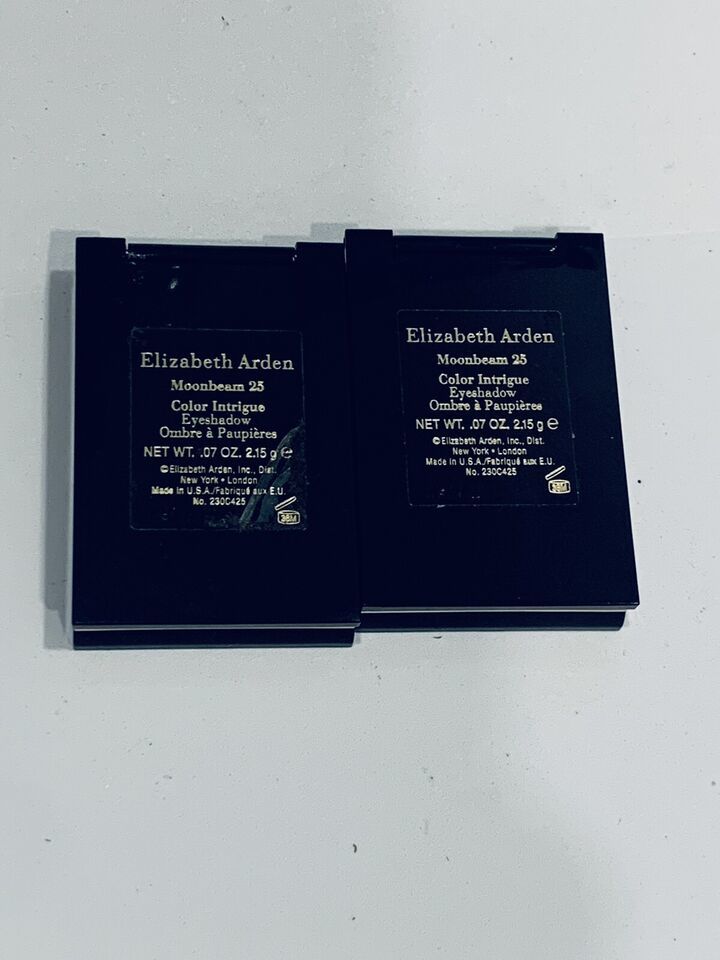 Elizabeth Arden
Moonbeam 25
Color Intrigue
Eyeshadow
Ombre à Paupières
NET WT. .07 OZ. 2.15 g e
©Elizabeth Arden, Inc., Dist.
New York • London
Made in U.S.A./Fabriqué aux E.U.
No. 230C425
36M
Elizabeth Arden
Moonbeam 25
Color Intrigue
Eyeshadow
Ombre à Paupières
NET WT. .07 OZ. 2.15 g e
©Elizabeth Arden, Inc., Dist.
New York • London
Made in U.S.A./Fabriqué aux E.U.
No. 230C425